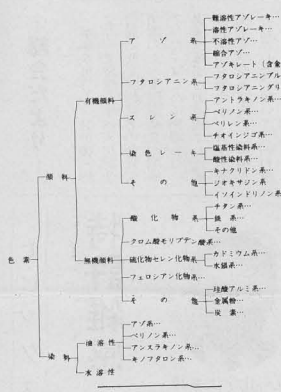 難溶性アゾレーキ…
アゾ系
溶性アゾレーキ…
不溶性アゾ…
縮合アゾ…
アゾキレート(含金
フタロシアニン系
フタロシアニンブル
フタロシアニングリ
有機顔料
アントラキノン系…
スレン系
ペリノン系…
ペリレン系…
チオインジゴ系…
染色レーキ
塩基性染料系…
酸性染料系…
キナクリドン系…
その他
ジオキサジン系
イソインドリノン系
顔料
チタン系…
酸化物系
鉄系…
その他
クロム酸モリブデン酸系…
無機顔料
硫化物セレン化物系
カドミウム系…
水銀系…
色素
フェロシアン化物系…
珪酸アルミ系…
その他
金属粉…
炭素…
アゾ系…
油溶性
ペリノン系…
アンスラキノン系…
染料
キノフタロン系…
水溶性